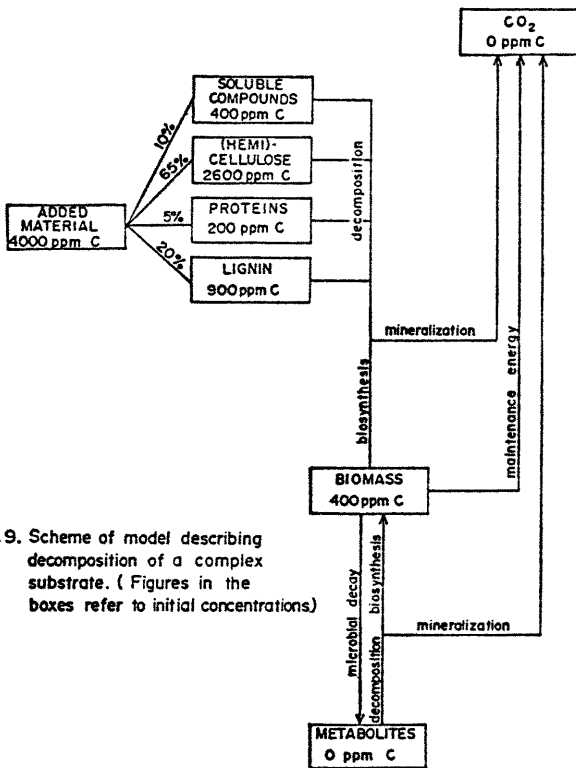 CO₂
0 ppm C
SOLUBLE
COMPOUNDS
400 ppm C
10%
(HEMI)-
CELLULOSE
2600 ppm C
65%
decomposition
ADDED
MATERIAL
4000 ppm C
5%
PROTEINS
200 ppm C
20%
LIGNIN
900 ppm C
mineralization
biosynthesis
maintenance energy
BIOMASS
400 ppm C
.9. Scheme of model describing
decomposition of a complex
substrate. ( Figures in the
boxes refer to initial concentrations.)
microbial decay
decomposition biosynthesis
mineralization
METABOLITES
0 ppm C